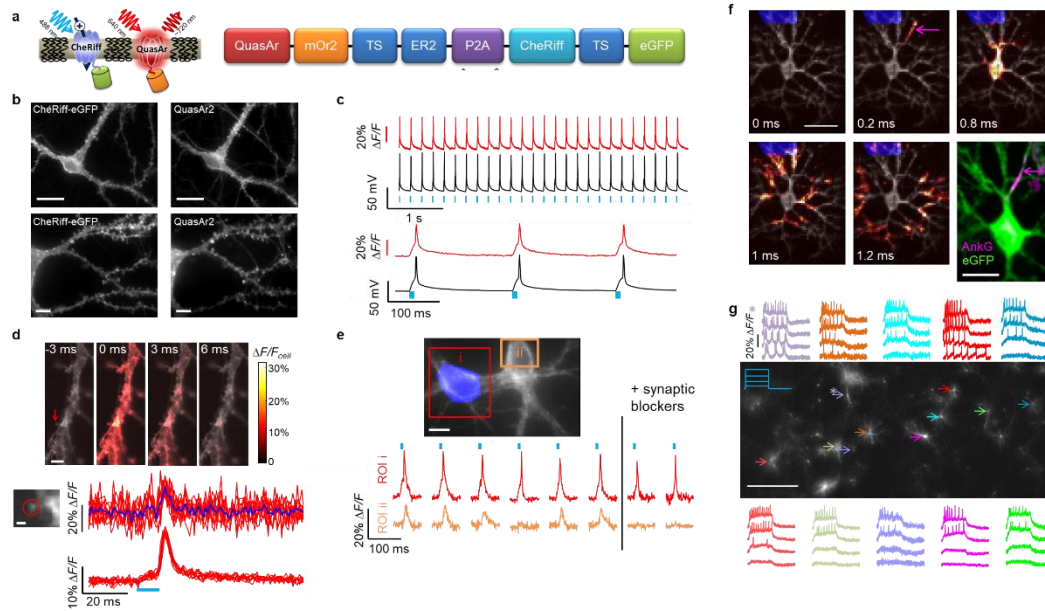 a
488 nm
640 nm
~720 nm
CheRiff
QuasAr
QuasAr
mOr2
TS
ER2
P2A
CheRiff
TS
eGFP
b
CheRiff-eGFP
QuasAr2
CheRiff-eGFP
QuasAr2
c
20%
ΔF/F
50 mV
1 s
20%
ΔF/F
50 mV
100 ms
d
-3 ms
0 ms
3 ms
6 ms
ΔF/Fcell
30%
20%
10%
0%
20% ΔF/F
10% ΔF/F
20 ms
e
i
ii
+ synaptic
blockers
ROI i
ROI ii
20% ΔF/F
100 ms
f
0 ms
0.2 ms
0.8 ms
1 ms
1.2 ms
AnkG
eGFP
g
20% ΔF/F
*
*